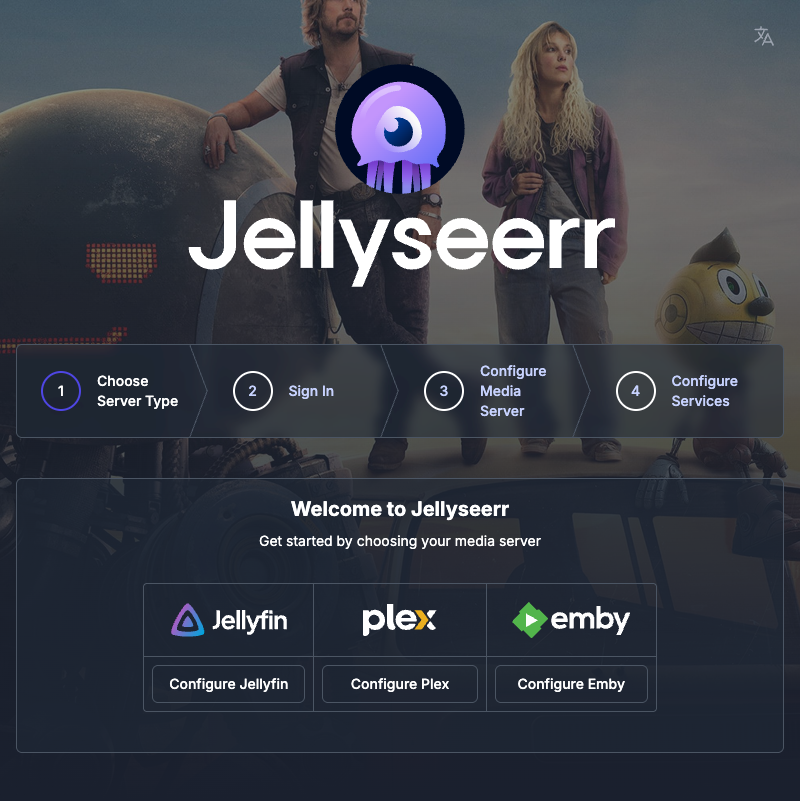 Jellyseerr
1
Choose
Server Type
2
Sign In
3
Configure
Media
Server
4
Configure
Services
Welcome to Jellyseerr
Get started by choosing your media server
Jellyfin
plex
emby
Configure Jellyfin
Configure Plex
Configure Emby